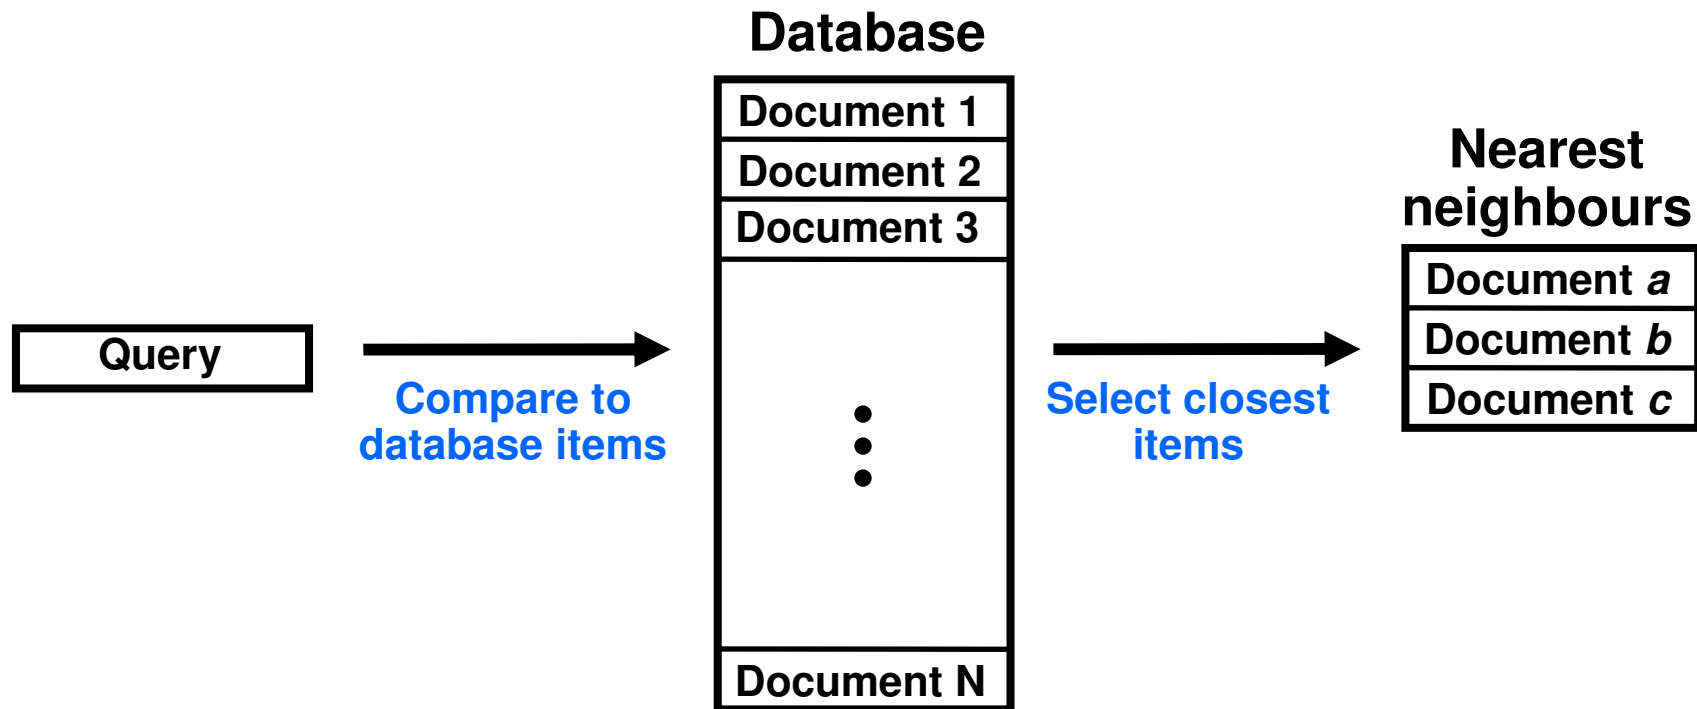 Database
Document 1
Document 2
Document 3
Document N
Query
Compare to
database items
Select closest
items
Nearest
neighbours
Document a
Document b
Document c